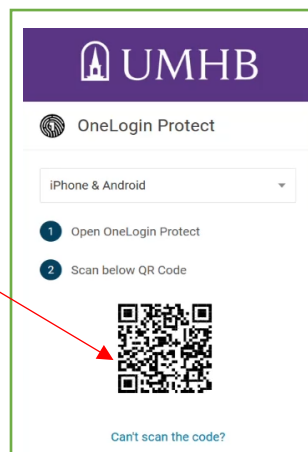 UMHB
OneLogin Protect
iPhone & Android
1 Open OneLogin Protect
2 Scan below QR Code
Can't scan the code?